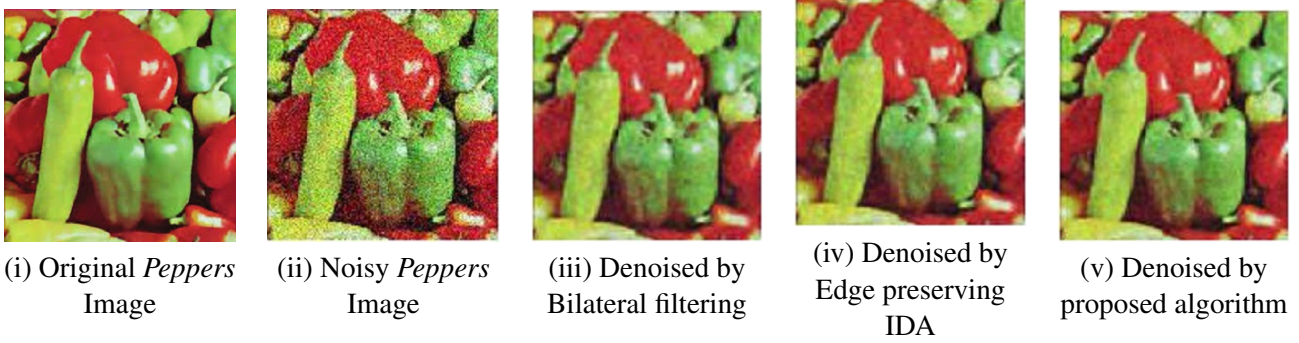 (i) Original Peppers
Image
(ii) Noisy Peppers
Image
(iii) Denoised by
Bilateral filtering
(iv) Denoised by
Edge preserving
IDA
(v) Denoised by
proposed algorithm